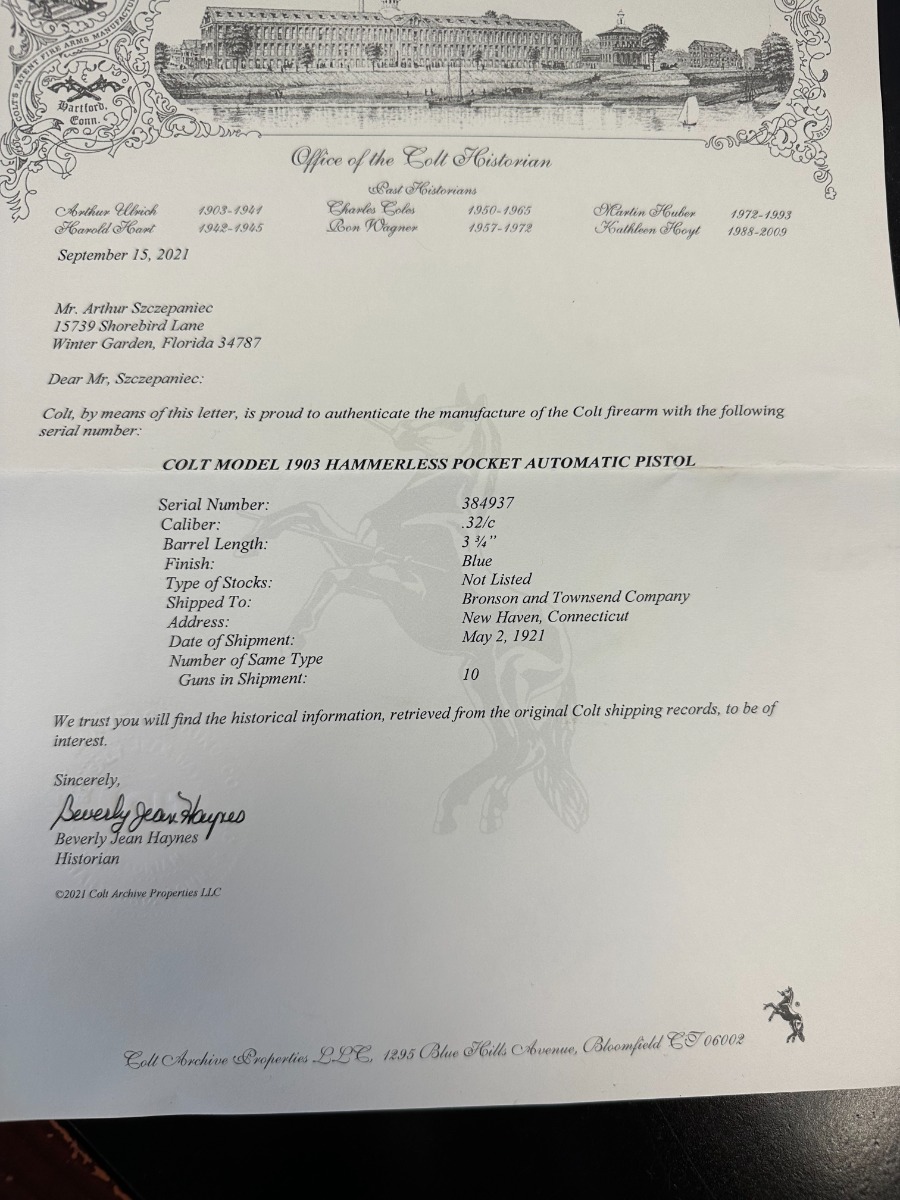 COLT'S PATENT FIRE ARMS MANUFACTUR
Hartford,
Conn.
Office of the Colt Historian
Past Historians
Arthur Ulrich 1903-1941 Charles Coles 1950-1965 Martin Huber 1972-1993
Harold Hart 1942-1945 Ron Wagner 1957-1972 Kathleen Hoyt 1988-2009
September 15, 2021
Mr. Arthur Szczepaniec
15739 Shorebird Lane
Winter Garden, Florida 34787
Dear Mr, Szczepaniec:
Colt, by means of this letter, is proud to authenticate the manufacture of the Colt firearm with the following
serial number:
COLT MODEL 1903 HAMMERLESS POCKET AUTOMATIC PISTOL
Serial Number: 384937
Caliber: .32/c
Barrel Length: 3 ¾”
Finish: Blue
Type of Stocks: Not Listed
Shipped To: Bronson and Townsend Company
Address: New Haven, Connecticut
Date of Shipment: May 2, 1921
Number of Same Type
Guns in Shipment: 10
We trust you will find the historical information, retrieved from the original Colt shipping records, to be of
interest.
Sincerely,
Beverly Jean Haynes
Beverly Jean Haynes
Historian
©2021 Colt Archive Properties LLC
Colt Archive Properties LLC, 1295 Blue Hills Avenue, Bloomfield CT 06002